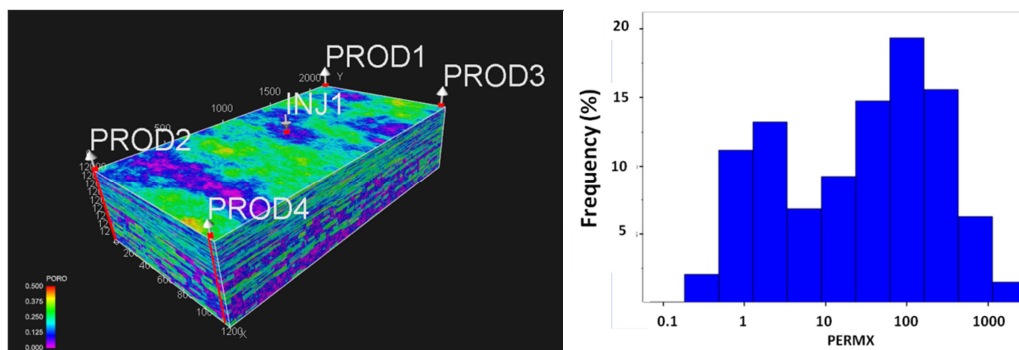 PROD1
PROD3
INJ1
PROD2
PROD4
2000
Y
1500
1000
500
1200
X
PORO
0.500
0.375
0.250
0.125
0.000
Frequency (%)
20
15
10
5
0.1
1
10
100
1000
PERMX